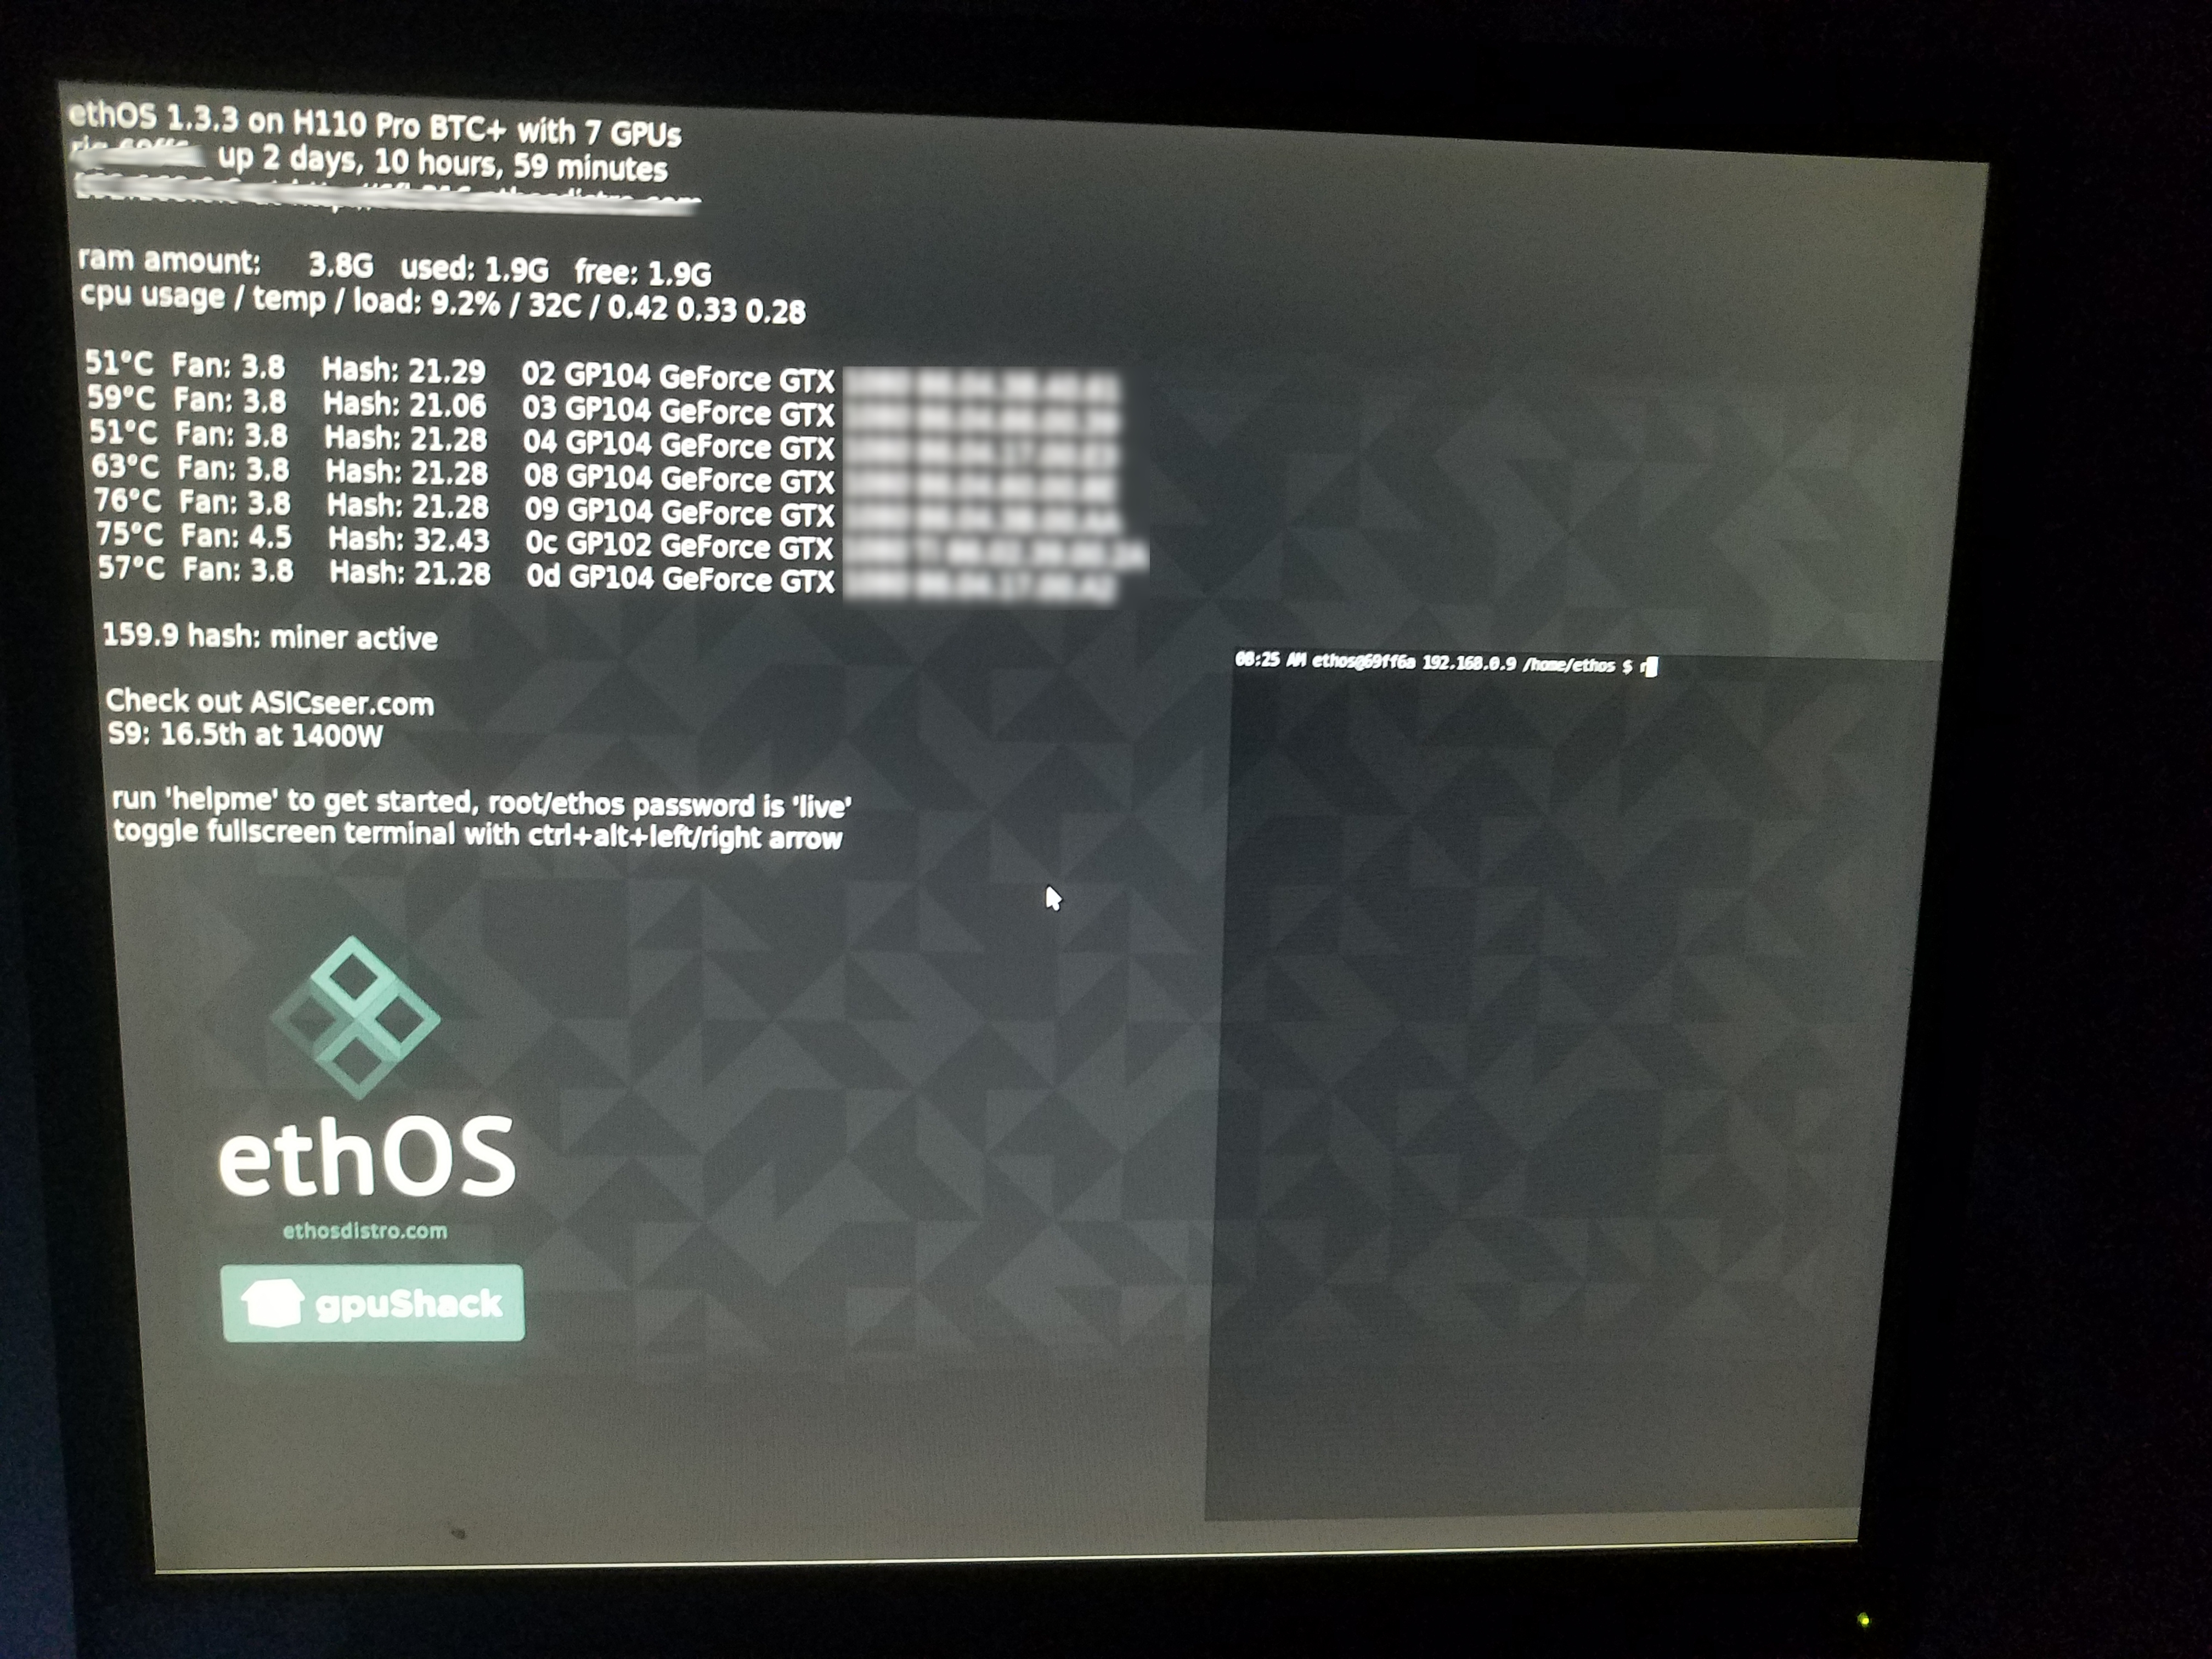 ethOS 1.3.3 on H110 Pro BTC+ with 7 GPUs
up 2 days, 10 hours, 59 minutes
ram amount: 3.8G used: 1.9G free: 1.9G
cpu usage / temp / load: 9.2% / 32C / 0.42 0.33 0.28
51°C Fan: 3.8 Hash: 21.29 02 GP104 GeForce GTX
59°C Fan: 3.8 Hash: 21.06 03 GP104 GeForce GTX
51°C Fan: 3.8 Hash: 21.28 04 GP104 GeForce GTX
63°C Fan: 3.8 Hash: 21.28 08 GP104 GeForce GTX
76°C Fan: 3.8 Hash: 21.28 09 GP104 GeForce GTX
75°C Fan: 4.5 Hash: 32.43 0c GP102 GeForce GTX
57°C Fan: 3.8 Hash: 21.28 0d GP104 GeForce GTX
159.9 hash: miner active
08:25 AM ethos@69ff6a 192.168.0.9 /home/ethos $ r
Check out ASICseer.com
S9: 16.5th at 1400W
run 'helpme' to get started, root/ethos password is 'live'
toggle fullscreen terminal with ctrl+alt+left/right arrow
ethOS
ethosdistro.com
gpuShack